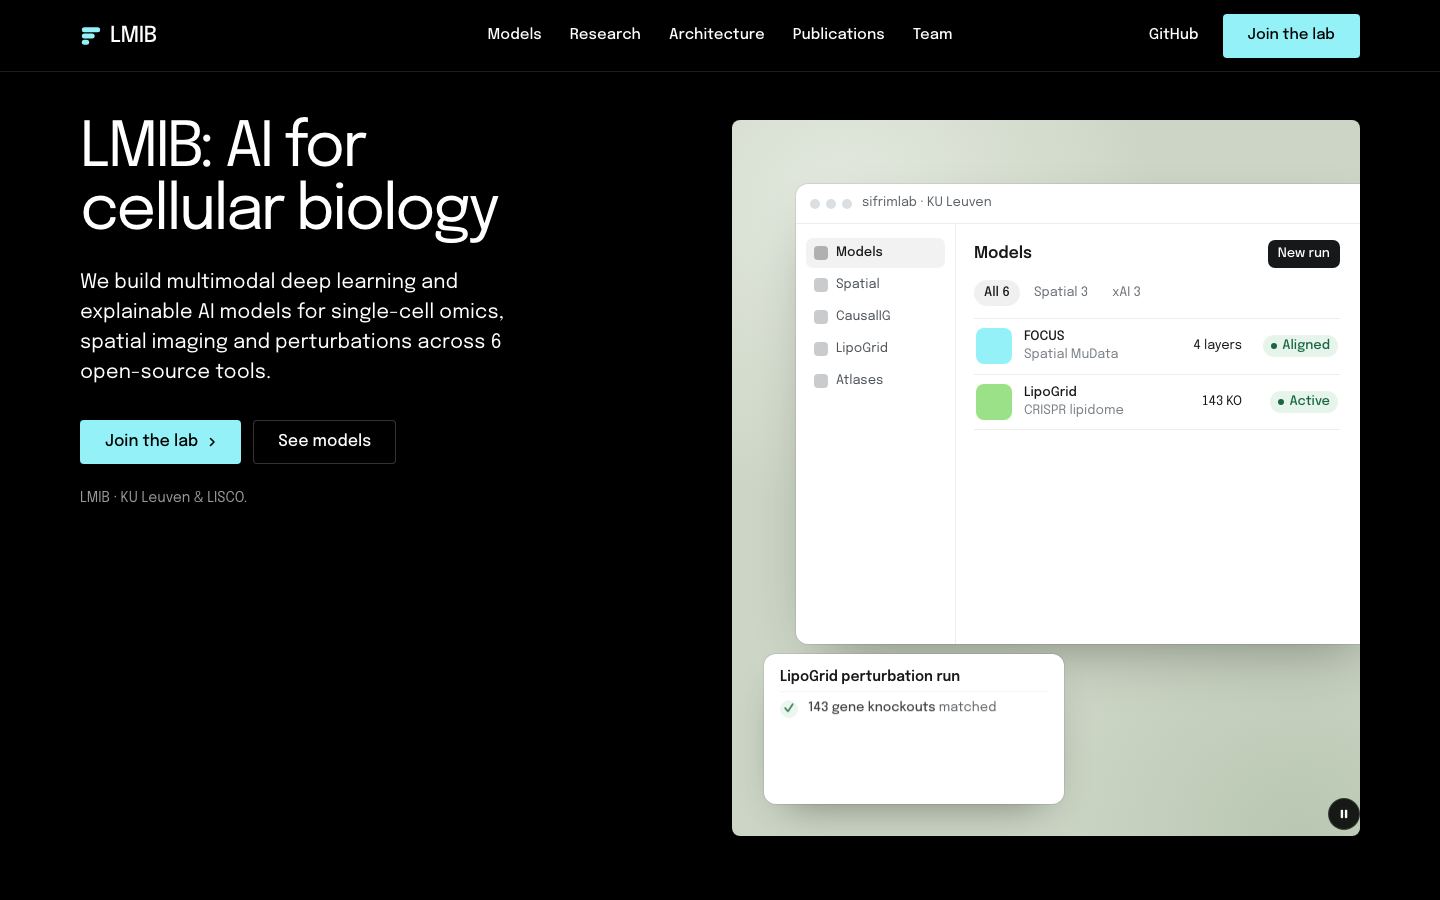 LMIB
Models
Research
Architecture
Publications
Team
GitHub
Join the lab
LMIB: AI for
cellular biology
We build multimodal deep learning and
explainable AI models for single-cell omics,
spatial imaging and perturbations across 6
open-source tools.
Join the lab
See models
LMIB · KU Leuven & LISCO.
sifrimlab · KU Leuven
Models
Spatial
CausalIG
LipoGrid
Atlases
Models
New run
All 6
Spatial 3
xAI 3
FOCUS
Spatial MuData
4 layers
Aligned
LipoGrid
CRISPR lipidome
143 KO
Active
LipoGrid perturbation run
143 gene knockouts matched